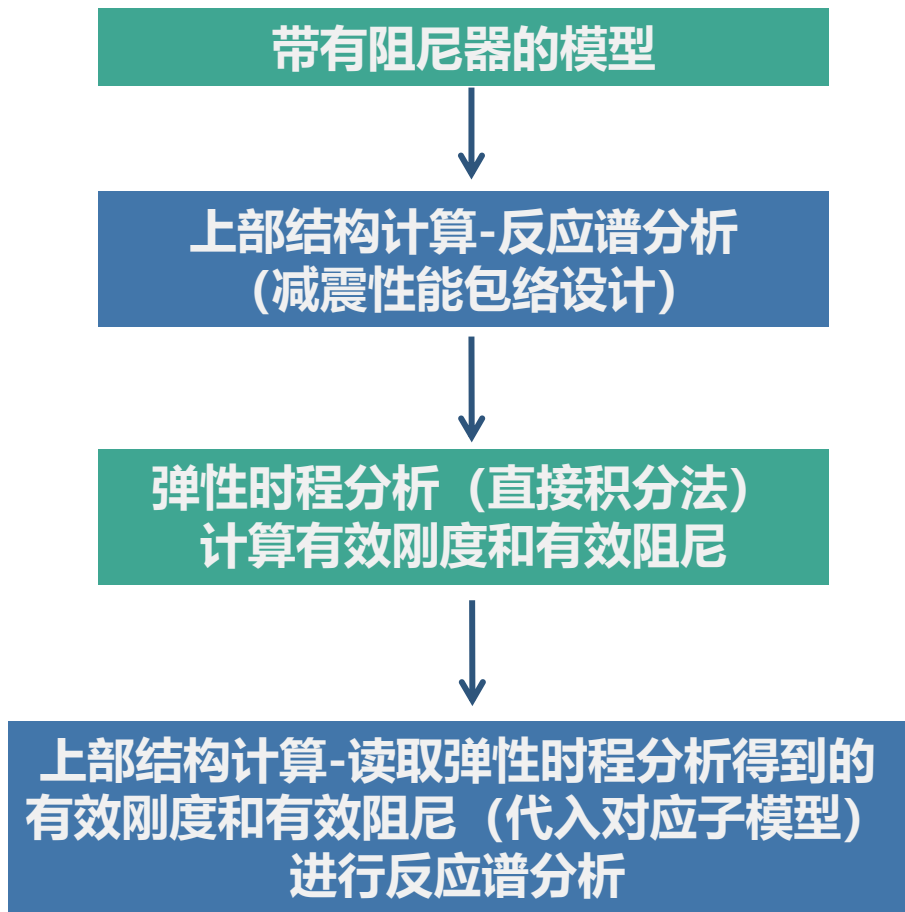 带有阻尼器的模型
上部结构计算-反应谱分析
（减震性能包络设计）
弹性时程分析（直接积分法）
计算有效刚度和有效阻尼
上部结构计算-读取弹性时程分析得到的
有效刚度和有效阻尼（代入对应子模型）
进行反应谱分析